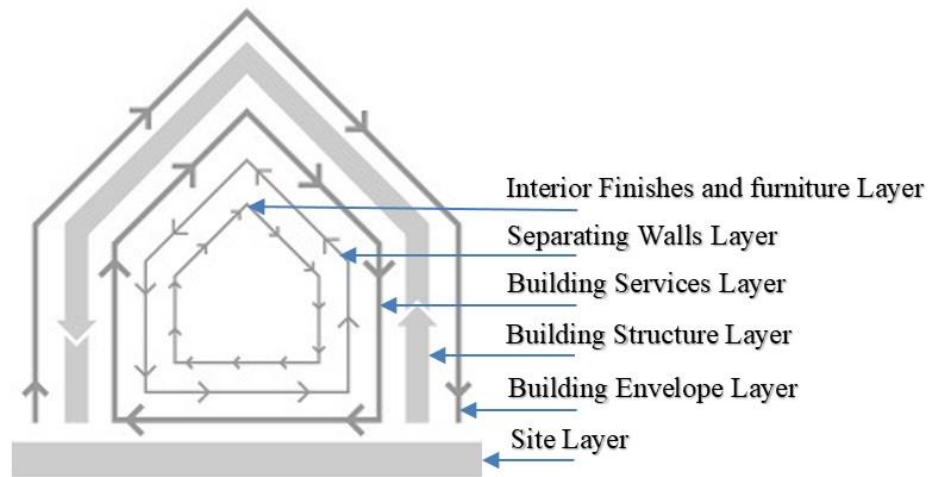 Interior Finishes and furniture Layer
Separating Walls Layer
Building Services Layer
Building Structure Layer
Building Envelope Layer
Site Layer